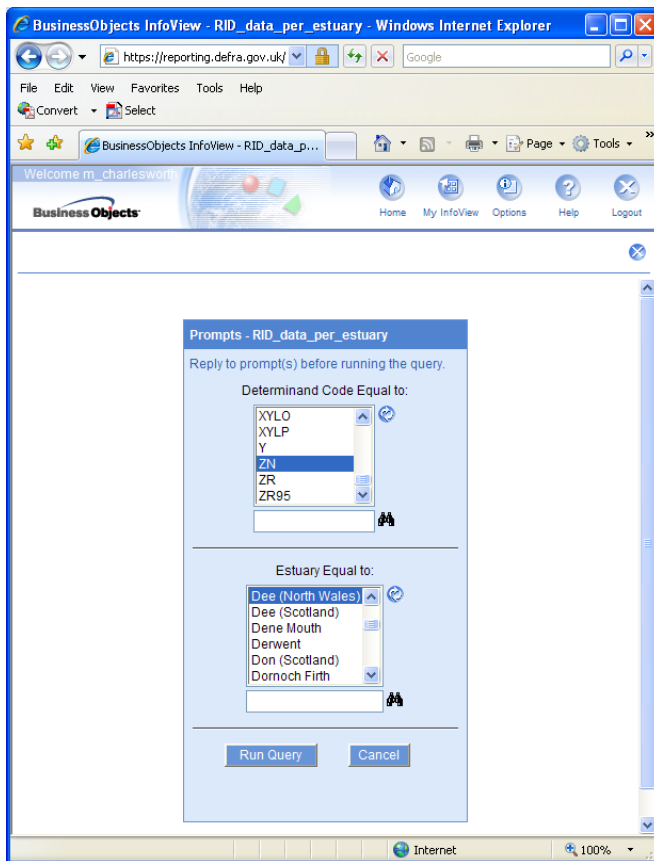 BusinessObjects InfoView - RID_data_per_estuary - Windows Internet Explorer
https://reporting.defra.gov.uk/
Google
File Edit View Favorites Tools Help
Convert Select
BusinessObjects InfoView - RID_data_p...
Page Tools »
Welcome m_charlesworth
Business Objects
Home My InfoView Options Help Logout
Prompts - RID_data_per_estuary
Reply to prompt(s) before running the query.
Determinand Code Equal to:
XYLO
XYLP
Y
ZN
ZR
ZR95
Estuary Equal to:
Dee (North Wales)
Dee (Scotland)
Dene Mouth
Derwent
Don (Scotland)
Dornoch Firth
Run Query Cancel
Internet 100%